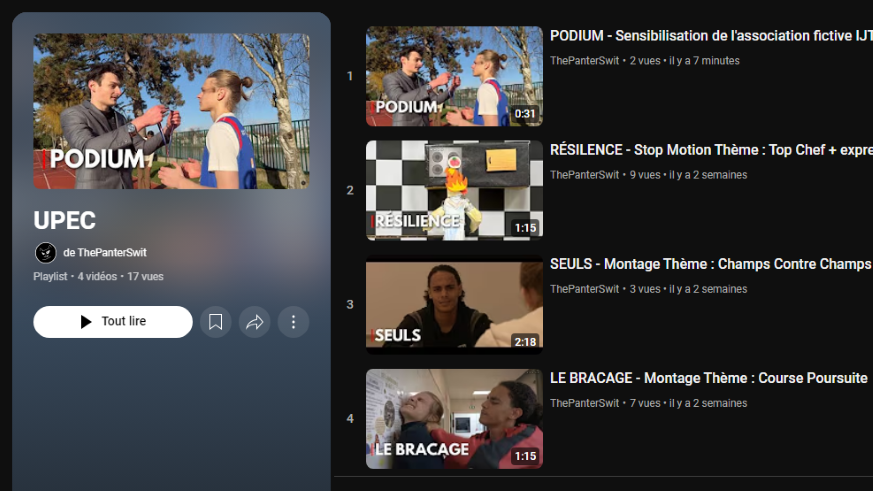 PODIUM
UPEC
de ThePanterSwit
Playlist • 4 vidéos • 17 vues
Tout lire
1
PODIUM
0:31
PODIUM - Sensibilisation de l'association fictive IJT
ThePanterSwit • 2 vues • il y a 7 minutes
2
RÉSILIENCE
1:15
RÉSILENCE - Stop Motion Thème : Top Chef + expre
ThePanterSwit • 9 vues • il y a 2 semaines
3
SEULS
2:18
SEULS - Montage Thème : Champs Contre Champs
ThePanterSwit • 3 vues • il y a 2 semaines
4
LE BRACAGE
1:15
LE BRACAGE - Montage Thème : Course Poursuite
ThePanterSwit • 7 vues • il y a 2 semaines